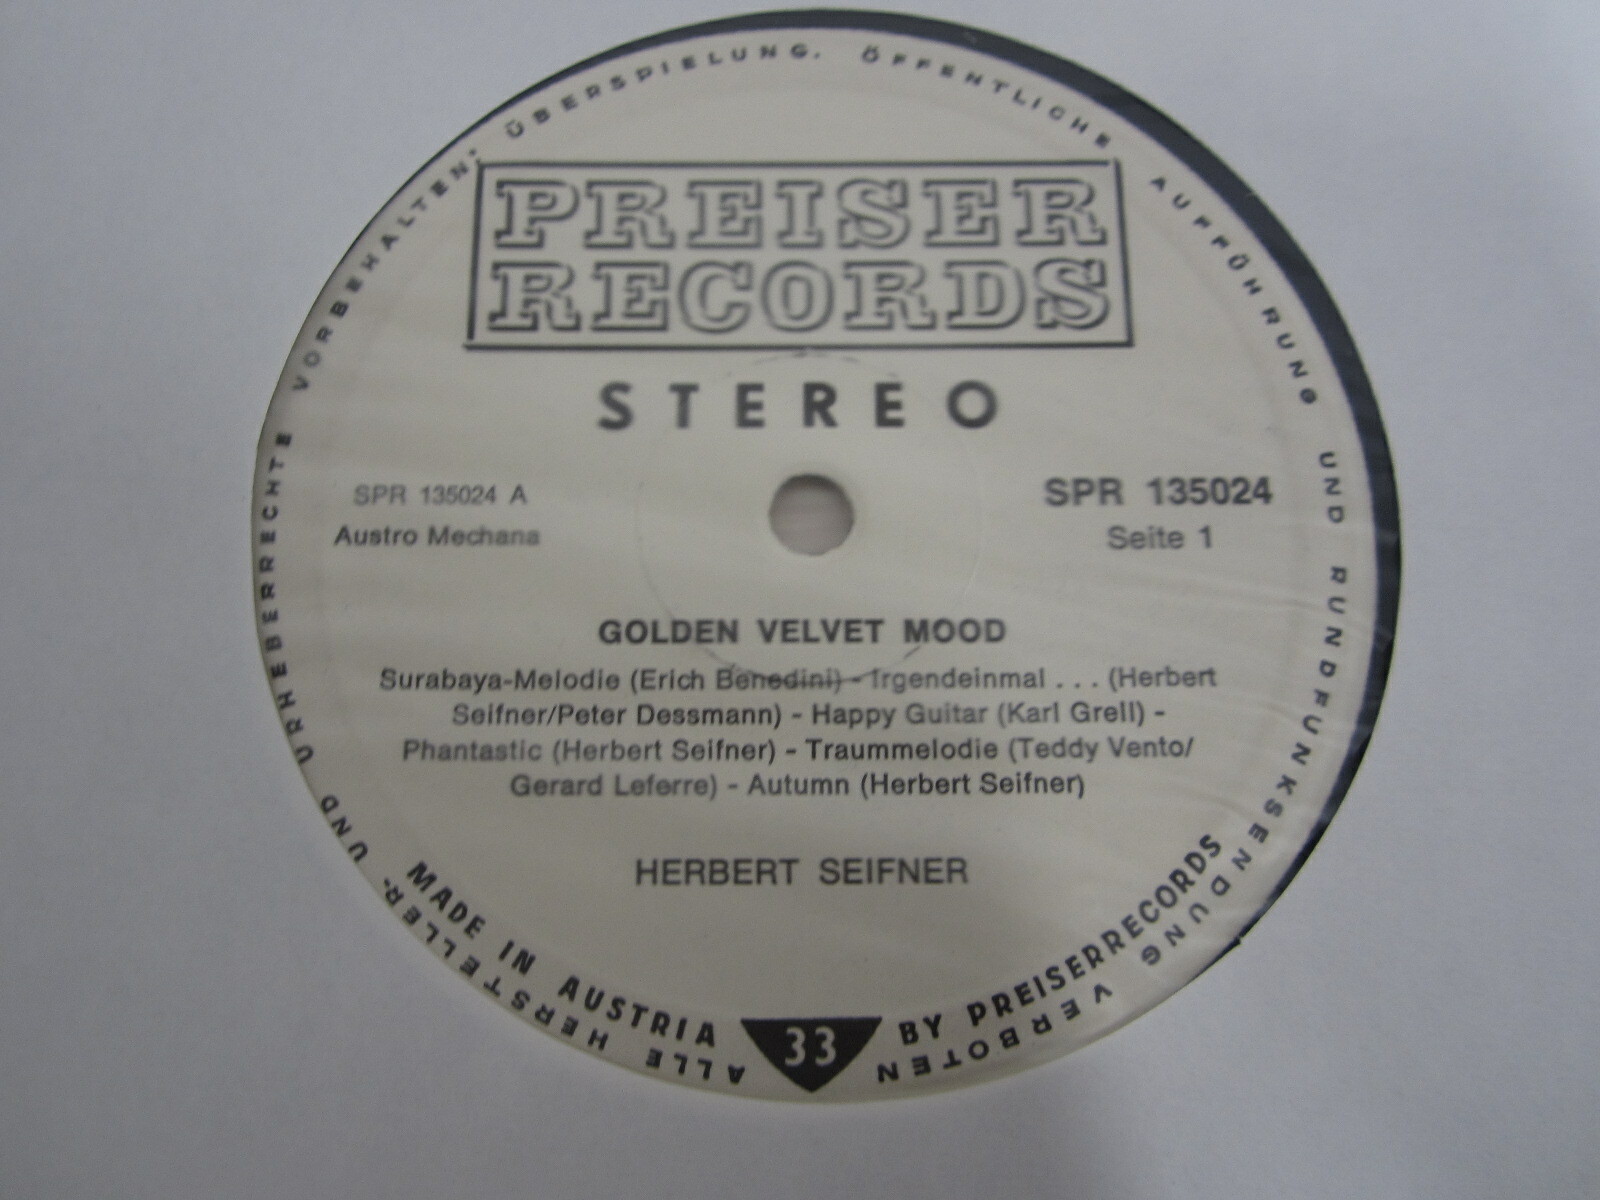 PREISER
RECORDS
STEREO
SPR 135024 A
Austro Mechana
SPR 135024
Seite 1
GOLDEN VELVET MOOD
Surabaya-Melodie (Erich Benedini) - Irgendeinmal . . . (Herbert
Seifner/Peter Dessmann) - Happy Guitar (Karl Grell) -
Phantastic (Herbert Seifner) - Traummelodie (Teddy Vento/
Gerard Leferre) - Autumn (Herbert Seifner)
HERBERT SEIFNER
MADE IN AUSTRIA
33
BY PREISERRECORDS
ALLE HERSTELLER- UND URHEBERRECHTE VORBEHALTEN; ÜBERSPIELUNG. ÖFFENTLICHE AUFFÜHRUNG UND RUNDFUNKSENDUNG VERBOTEN